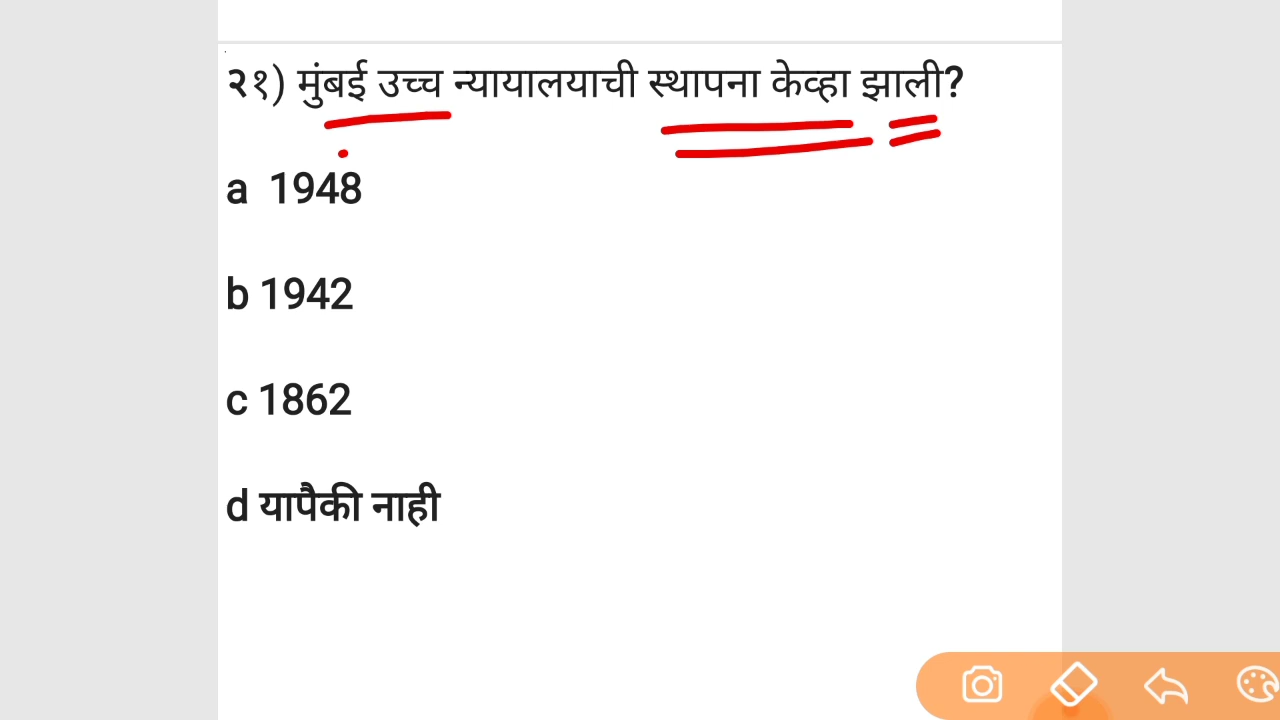 २१) मुंबई उच्च न्यायालयाची स्थापना केव्हा झाली?
a 1948
b 1942
c 1862
d यापैकी नाही